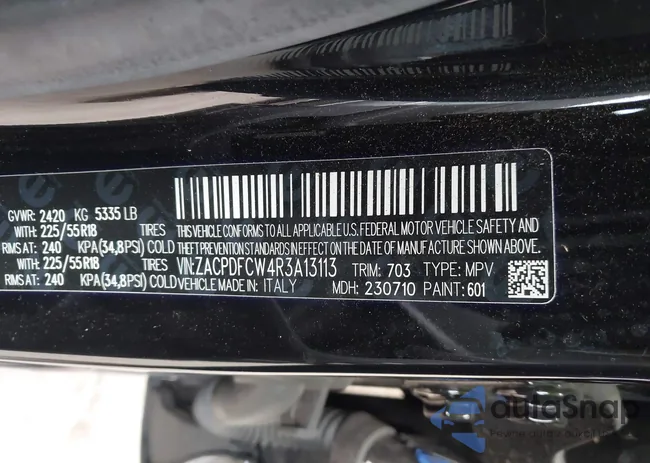 GVWR: 2420 KG 5335 LB
WITH: 225/55R18 TIRES
RIMS AT: 240 KPA(34,8PSI) COLD
WITH: 225/55R18 TIRES
RIMS AT: 240 KPA(34,8PSI) COLD
THIS VEHICLE CONFORMS TO ALL APPLICABLE U.S. FEDERAL MOTOR VEHICLE SAFETY AND
THEFT PREVENTION STANDARDS IN EFFECT ON THE DATE OF MANUFACTURE SHOWN ABOVE.
VIN: ZACPDFCW4R3A13113 TRIM: 703 TYPE: MPV
VEHICLE MADE IN: ITALY MDH: 230710 PAINT: 601
autoSnap